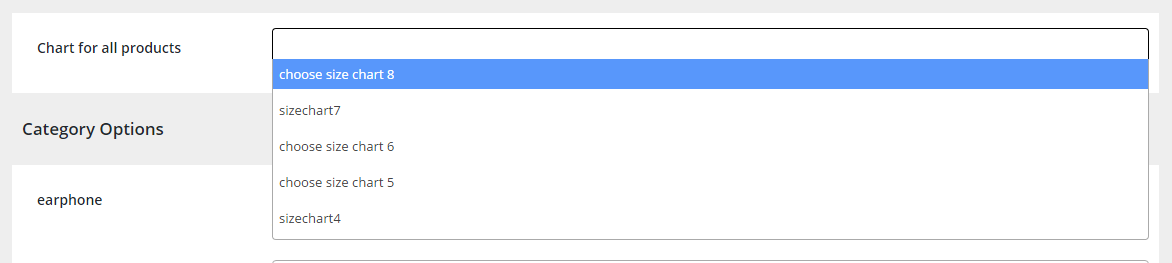 Chart for all products
choose size chart 8
sizechart7
Category Options
choose size chart 6
choose size chart 5
earphone
sizechart4